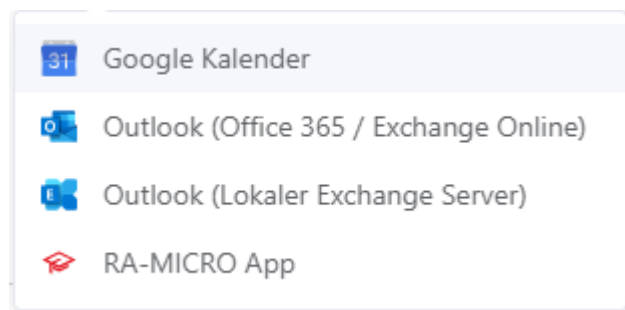 31 Google Kalender
Outlook (Office 365 / Exchange Online)
Outlook (Lokaler Exchange Server)
RA-MICRO App